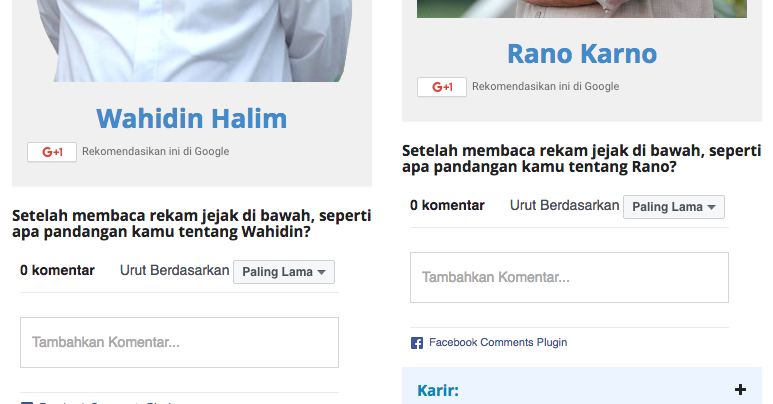 Wahidin Halim
G+1 Rekomendasikan ini di Google
Setelah membaca rekam jejak di bawah, seperti
apa pandangan kamu tentang Wahidin?
0 komentar Urut Berdasarkan Paling Lama
Tambahkan Komentar...
Rano Karno
G+1 Rekomendasikan ini di Google
Setelah membaca rekam jejak di bawah, seperti
apa pandangan kamu tentang Rano?
0 komentar Urut Berdasarkan Paling Lama
Tambahkan Komentar...
Facebook Comments Plugin
Karir: +